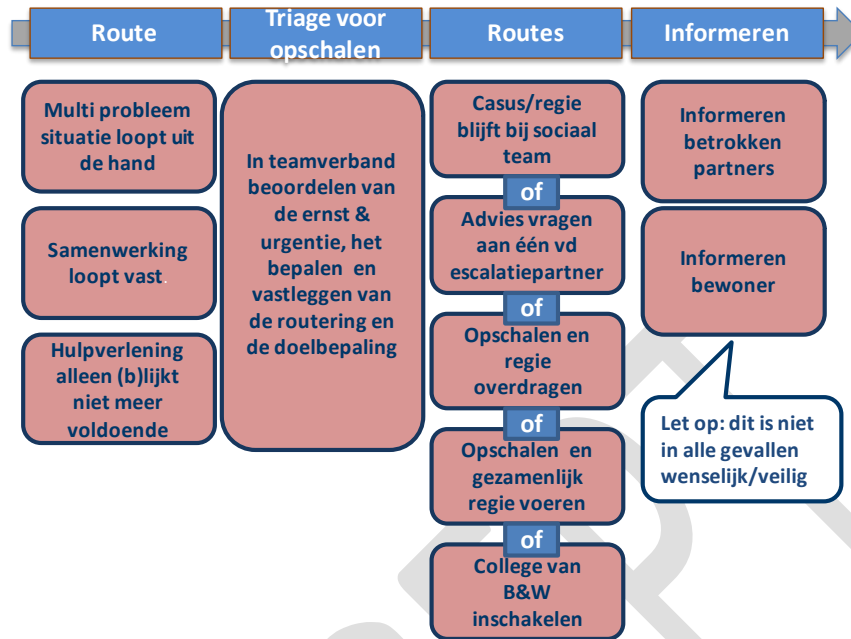 Route
Triage voor
opschalen
Routes
Informeren
Multi probleem
situatie loopt uit
de hand
Samenwerking
loopt vast.
Hulpverlening
alleen (b)lijkt
niet meer
voldoende
In teamverband
beoordelen van
de ernst &
urgentie, het
bepalen en
vastleggen van
de routering en
de doelbepaling
Casus/regie
blijft bij sociaal
team
of
Advies vragen
aan één vd
escalatiepartner
of
Opschalen en
regie
overdragen
of
Opschalen en
gezamenlijk
regie voeren
of
College van
B&W
inschakelen
Informeren
betrokken
partners
Informeren
bewoner
Let op: dit is niet
in alle gevallen
wenselijk/veilig